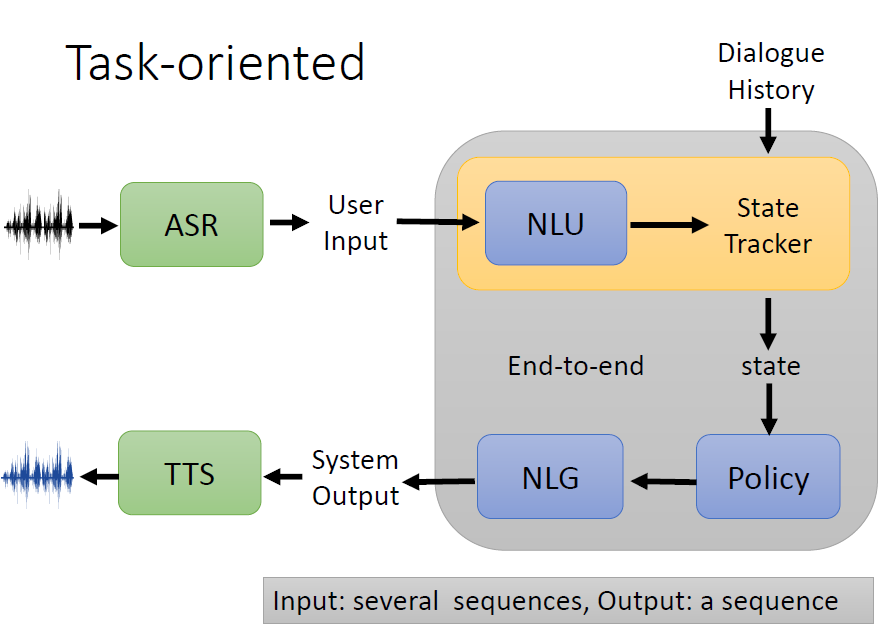 Task-oriented
Dialogue
History
ASR
User
Input
NLU
State
Tracker
End-to-end
state
TTS
System
Output
NLG
Policy
Input: several sequences, Output: a sequence